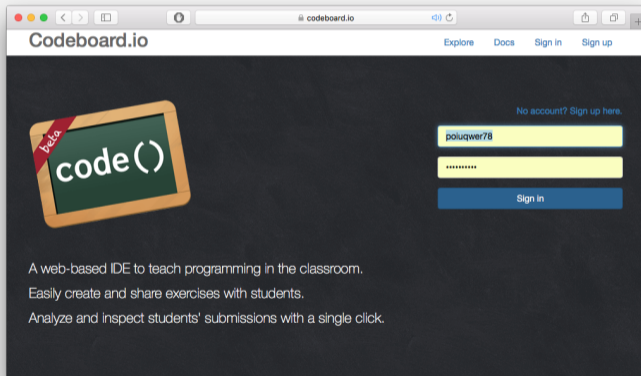 codeboard.io
Codeboard.io
Explore Docs Sign in Sign up
No account? Sign up here.
beta
code()
poiuqwer78
••••••••••
Sign in
A web-based IDE to teach programming in the classroom.
Easily create and share exercises with students.
Analyze and inspect students' submissions with a single click.